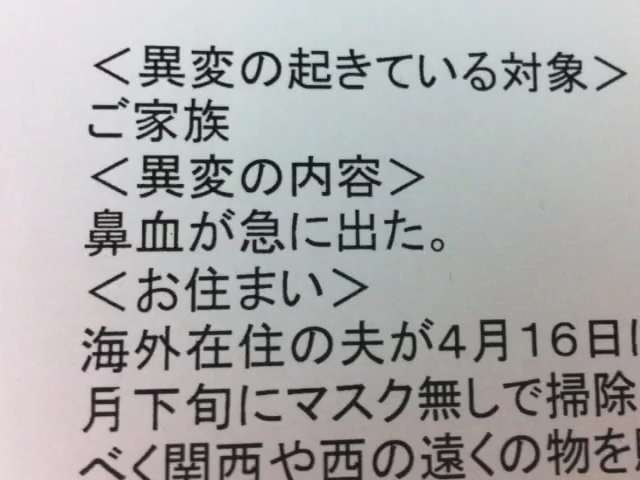 ＜異変の起きている対象＞
ご家族
＜異変の内容＞
鼻血が急に出た。
＜お住まい＞
海外在住の夫が4月16日に
月下旬にマスク無しで掃除
べく関西や西の遠くの物を